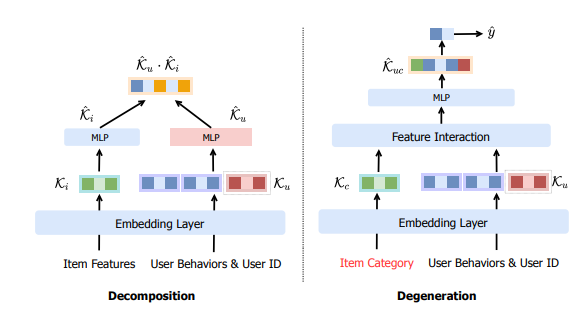 $\hat{\mathcal{K}}_u \cdot \hat{\mathcal{K}}_i$
$\hat{\mathcal{K}}_i$
$\hat{\mathcal{K}}_u$
MLP
MLP
$\mathcal{K}_i$
$\mathcal{K}_u$
Embedding Layer
Item Features
User Behaviors & User ID
Decomposition
$\hat{y}$
$\hat{\mathcal{K}}_{uc}$
MLP
Feature Interaction
$\mathcal{K}_c$
$\mathcal{K}_u$
Embedding Layer
Item Category
User Behaviors & User ID
Degeneration